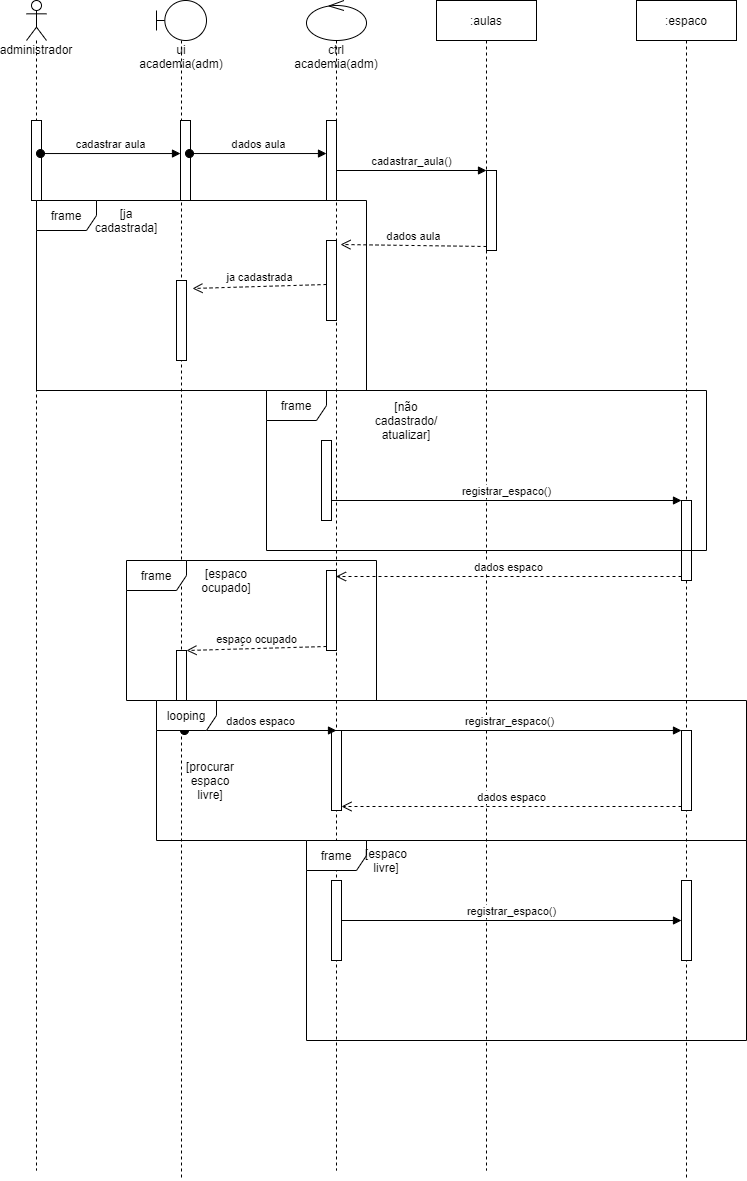 administrador
ui
academia(adm)
ctrl
academia(adm)
:aulas
:espaco
cadastrar aula
dados aula
cadastrar_aula()
frame
[ja
cadastrada]
dados aula
ja cadastrada
frame
[não
cadastrado/
atualizar]
registrar_espaco()
frame
[espaco
ocupado]
dados espaco
espaço ocupado
looping
dados espaco
registrar_espaco()
[procurar
espaco
livre]
dados espaco
frame
[espaco
livre]
registrar_espaco()